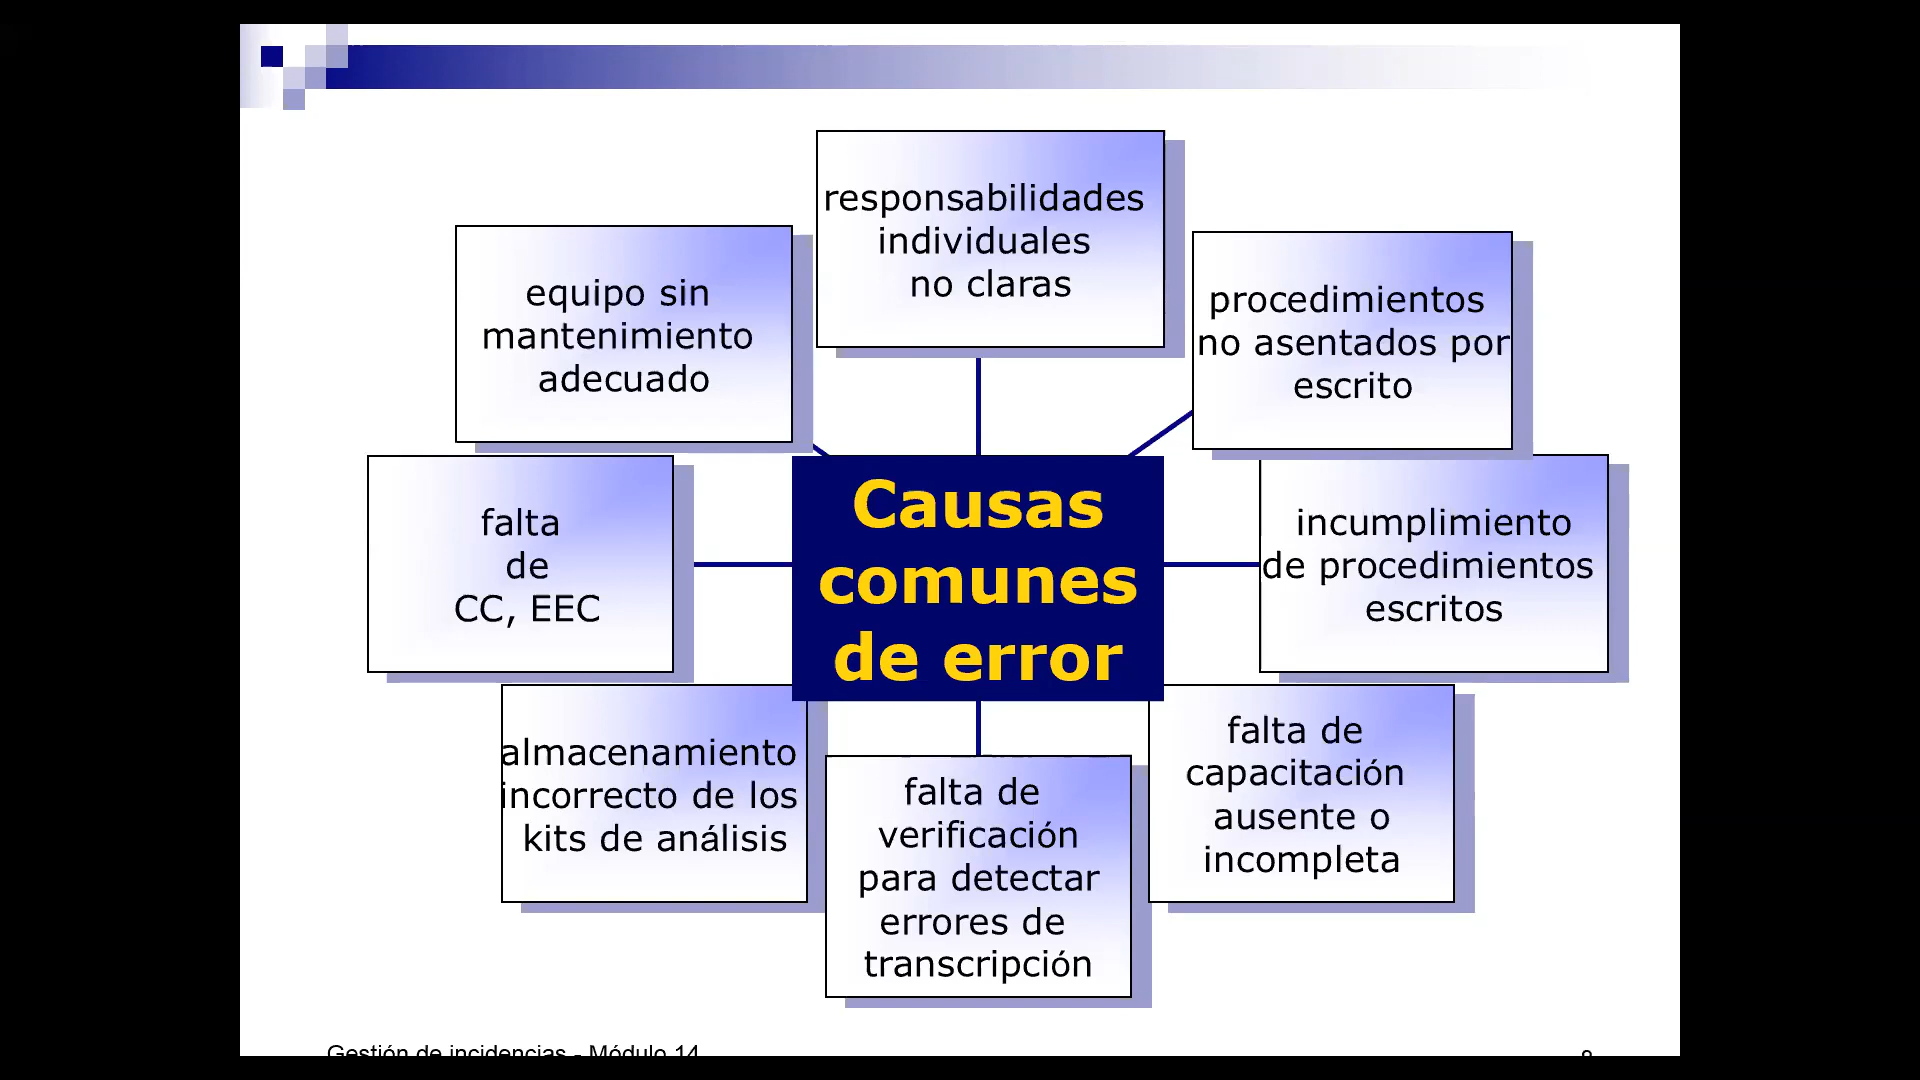 responsabilidades
individuales
no claras
equipo sin
mantenimiento
adecuado
procedimientos
no asentados por
escrito
falta
de
CC, EEC
Causas
comunes
de error
incumplimiento
de procedimientos
escritos
almacenamiento
incorrecto de los
kits de análisis
falta de
verificación
para detectar
errores de
transcripción
falta de
capacitación
ausente o
incompleta
Gestión de incidencias - Módulo 14